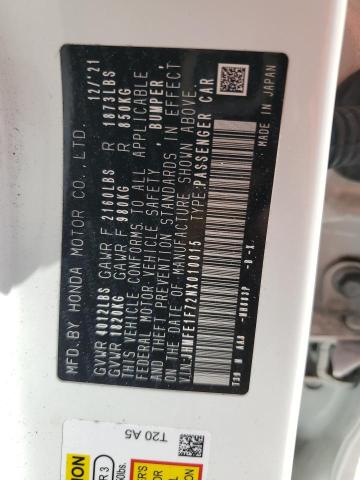 MFD.BY HONDA MOTOR CO.,LTD. 12/'21
GVWR 4012LBS GAWR F 2160LBS R 1873LBS
GVWR 1820KG GAWR F 980KG R 850KG
THIS VEHICLE CONFORMS TO ALL APPLICABLE
FEDERAL MOTOR VEHICLE SAFETY , BUMPER,
AND THEFT PREVENTION STANDARDS IN EFFECT
ON THE DATE OF MANUFACTURE SHOWN ABOVE.
V.I.N:JHMFE1F72NX010015 TYPE:PASSENGER CAR
MADE IN JAPAN
T20 A5